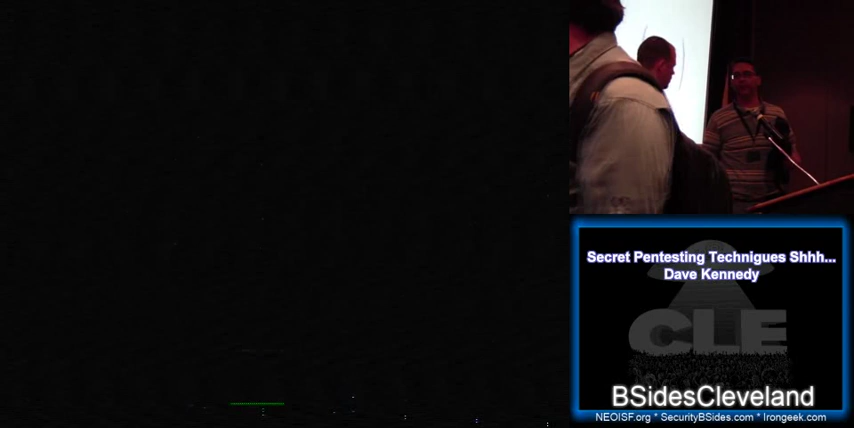 Secret Pentesting Technigues Shhh...
Dave Kennedy
CLE
BSidesCleveland
NEOISF.org * SecurityBSides.com * Irongeek.com